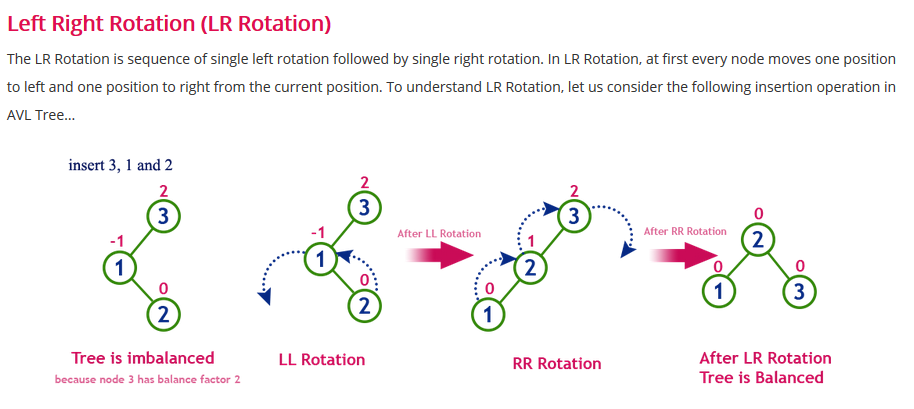 Left Right Rotation (LR Rotation)
The LR Rotation is sequence of single left rotation followed by single right rotation. In LR Rotation, at first every node moves one position
to left and one position to right from the current position. To understand LR Rotation, let us consider the following insertion operation in
AVL Tree...
insert 3, 1 and 2
2
3
-1
1
0
2
Tree is imbalanced
because node 3 has balance factor 2
2
3
-1
1
0
2
LL Rotation
After LL Rotation
2
3
1
2
0
1
RR Rotation
After RR Rotation
0
2
0
1
0
3
After LR Rotation
Tree is Balanced